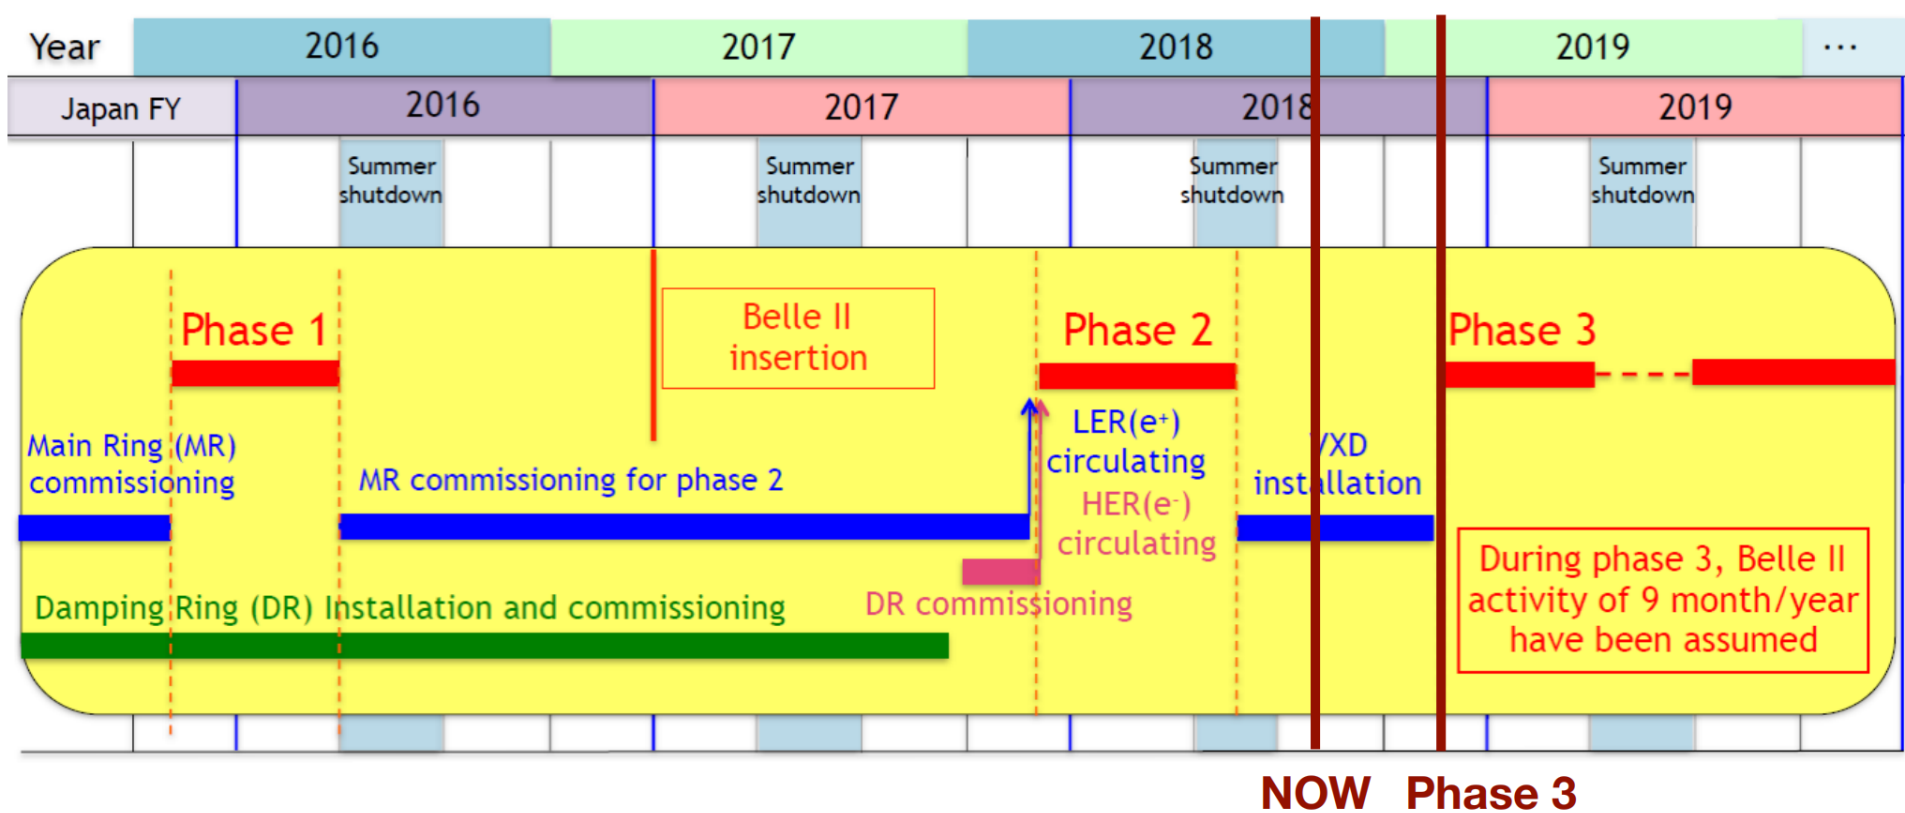 Year 2016 2017 2018 2019 ...
Japan FY 2016 2017 2018 2019
Summer
shutdown
Summer
shutdown
Summer
shutdown
Summer
shutdown
Phase 1
Belle II
insertion
Phase 2
Phase 3
Main Ring (MR)
commissioning
MR commissioning for phase 2
LER(e⁺)
circulating
HER(e⁻)
circulating
VXD
installation
Damping Ring (DR) Installation and commissioning
DR commissioning
During phase 3, Belle II
activity of 9 month/year
have been assumed
NOW Phase 3